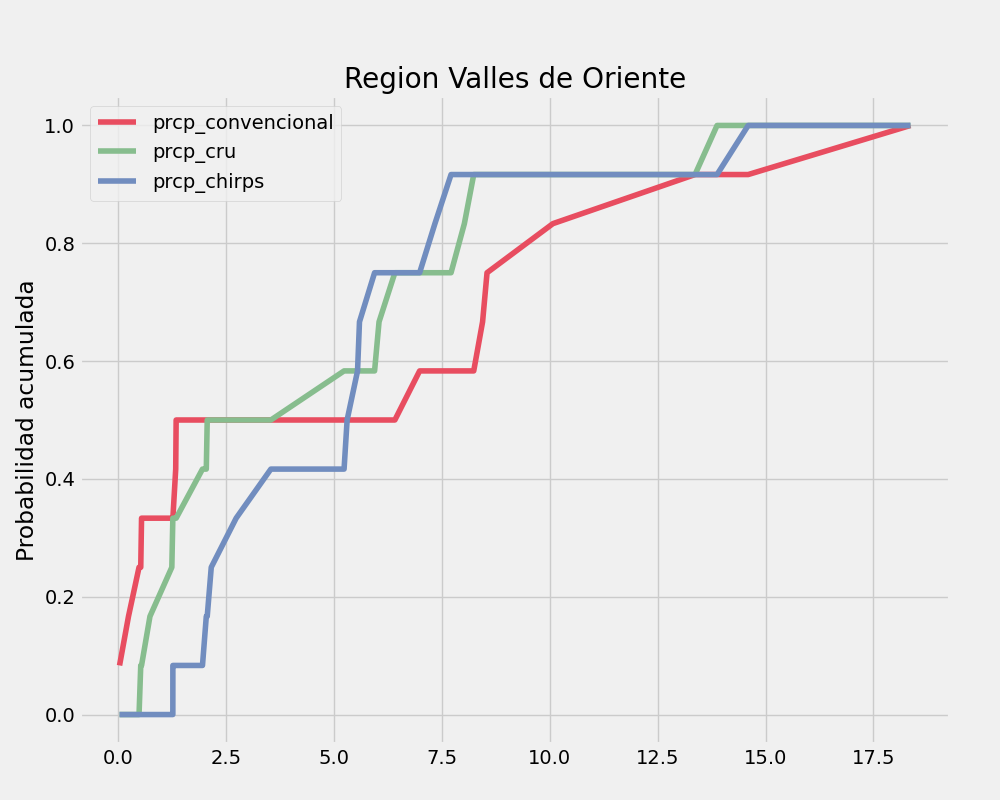 Region Valles de Oriente
prcp_convencional
prcp_cru
prcp_chirps
Probabilidad acumulada
1.0
0.8
0.6
0.4
0.2
0.0
0.0 2.5 5.0 7.5 10.0 12.5 15.0 17.5